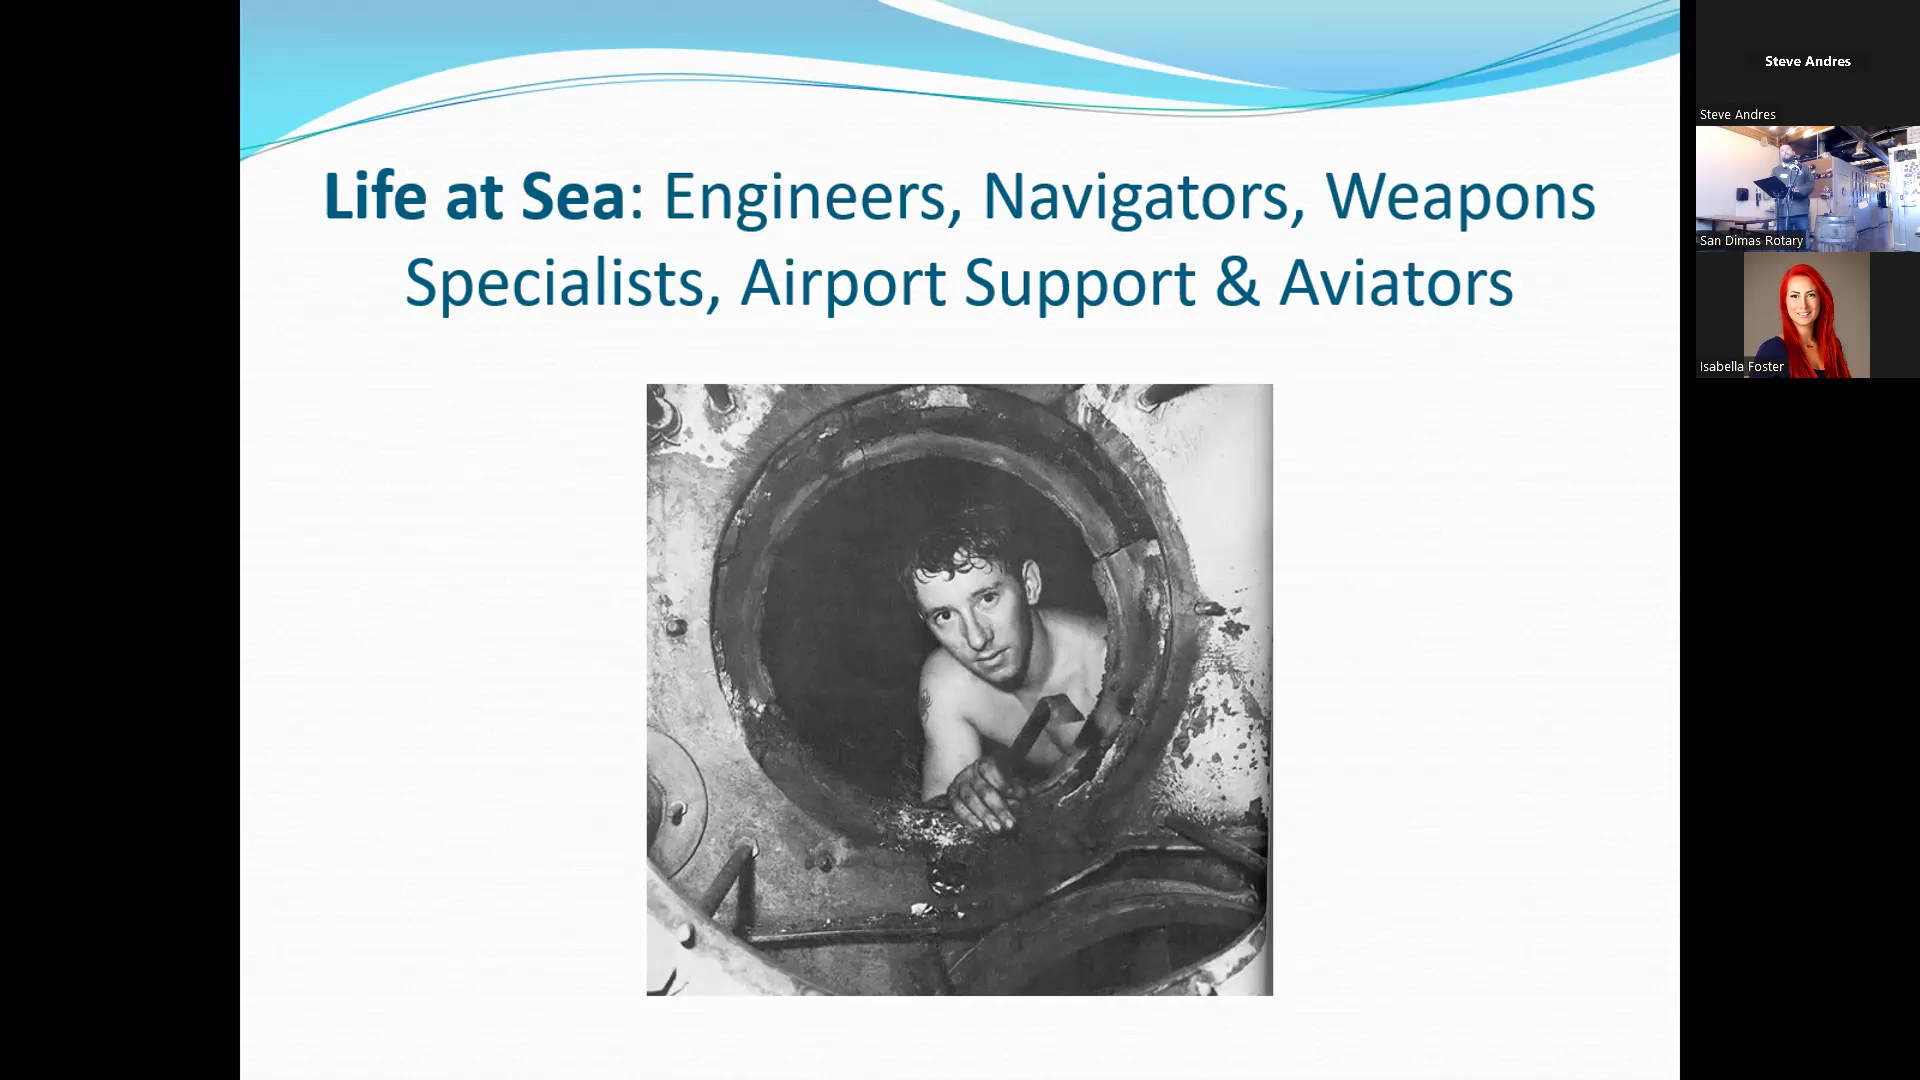 Life at Sea: Engineers, Navigators, Weapons
Specialists, Airport Support & Aviators
Steve Andres
Steve Andres
San Dimas Rotary
Isabella Foster